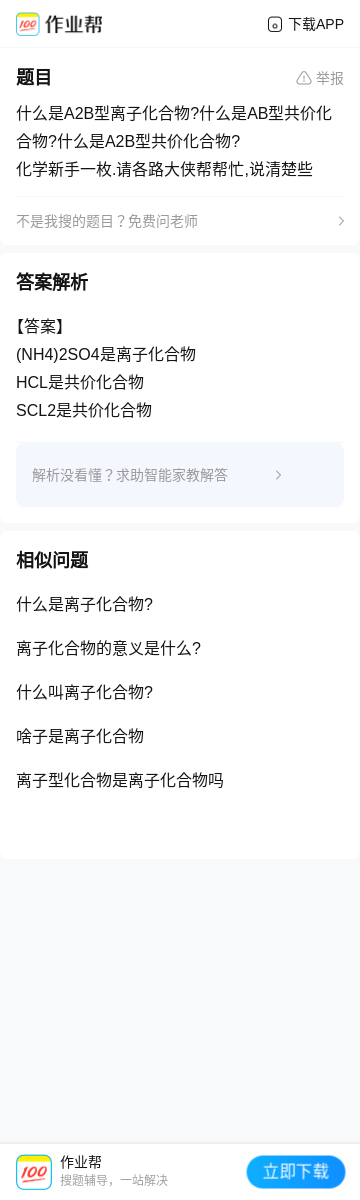 作业帮
下载APP
题目
举报
什么是A2B型离子化合物?什么是AB型共价化
合物?什么是A2B型共价化合物?
化学新手一枚.请各路大侠帮帮忙,说清楚些
不是我搜的题目？免费问老师
答案解析
【答案】
(NH4)2SO4是离子化合物
HCL是共价化合物
SCL2是共价化合物
解析没看懂？求助智能家教解答
相似问题
什么是离子化合物?
离子化合物的意义是什么?
什么叫离子化合物?
啥子是离子化合物
离子型化合物是离子化合物吗
100
作业帮
搜题辅导，一站解决
立即下载